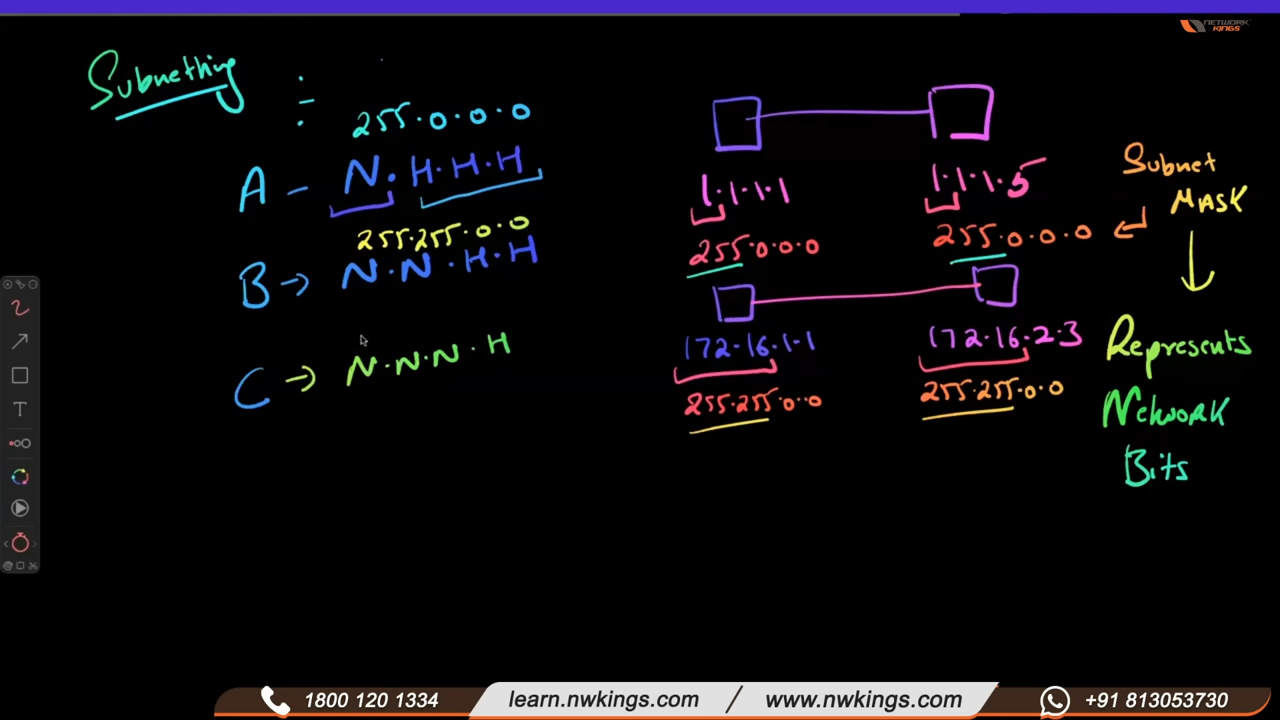 NETWORK
KINGS
Subnetting :-
255.0.0.0
A - N.H.H.H
255.255.0.0
B → N.N.H.H
C → N.N.N.H
1.1.1.1
1.1.1.5
255.0.0.0
255.0.0.0
172.16.1.1
172.16.2.3
255.255.0.0
255.255.0.0
Subnet
MASK
Represents
Network
Bits
T
1800 120 1334
learn.nwkings.com / www.nwkings.com
+91 813053730